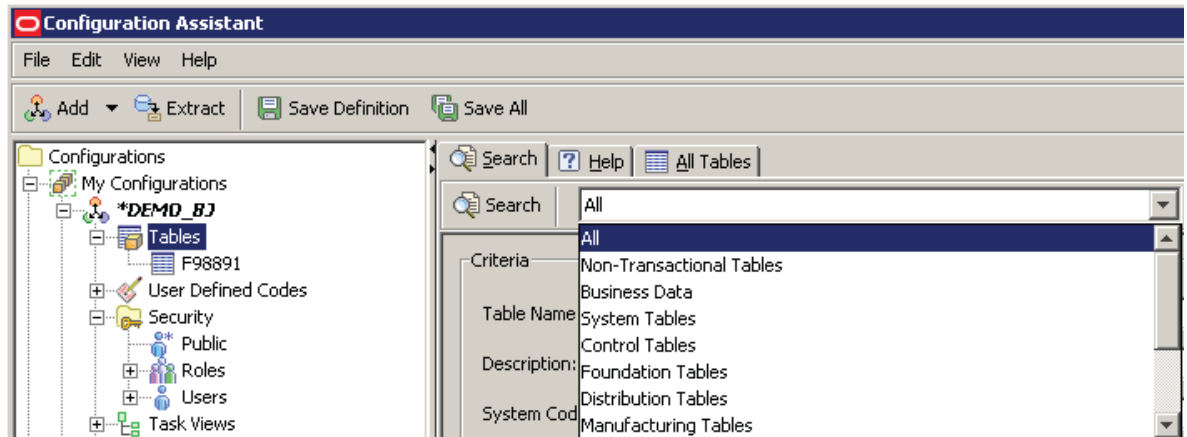 Configuration Assistant
File Edit View Help
Add Extract Save Definition Save All
Configurations
My Configurations
*DEMO_BJ
Tables
F98891
User Defined Codes
Security
Public
Roles
Users
Task Views
Search Help All Tables
Search All
All
Non-Transactional Tables
Business Data
System Tables
Control Tables
Foundation Tables
Distribution Tables
Manufacturing Tables
Criteria
Table Name
Description:
System Cod